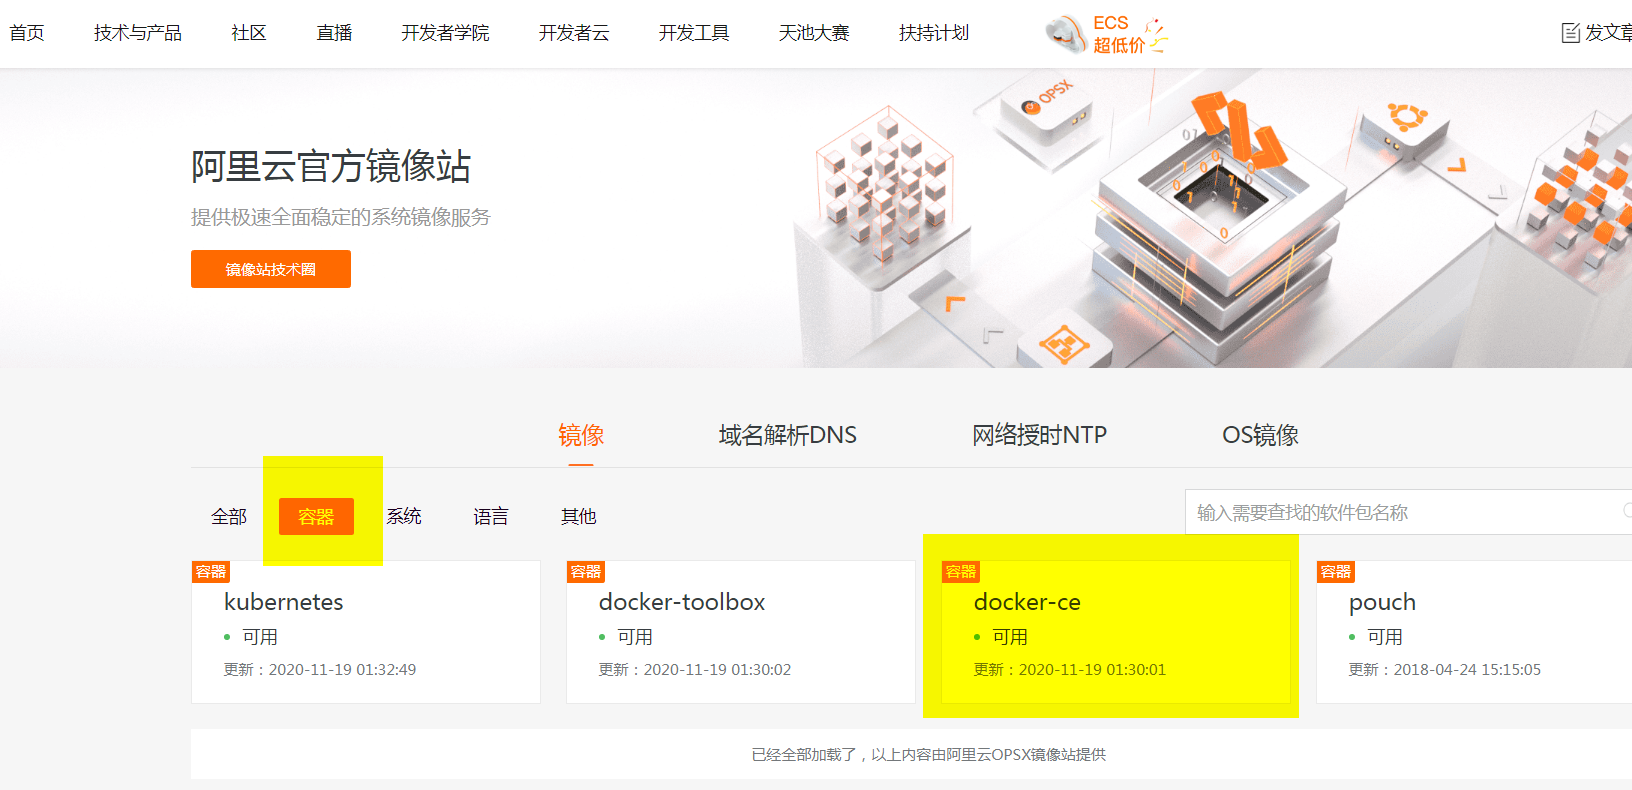 首页 技术与产品 社区 直播 开发者学院 开发者云 开发工具 天池大赛 扶持计划 ECS 超低价 发文章
OPSX
阿里云官方镜像站
提供极速全面稳定的系统镜像服务
镜像站技术圈
镜像 域名解析DNS 网络授时NTP OS镜像
全部 容器 系统 语言 其他 输入需要查找的软件包名称
容器 容器 容器 容器
kubernetes docker-toolbox docker-ce pouch
可用 可用 可用 可用
更新：2020-11-19 01:32:49 更新：2020-11-19 01:30:02 更新：2020-11-19 01:30:01 更新：2018-04-24 15:15:05
已经全部加载了，以上内容由阿里云OPSX镜像站提供